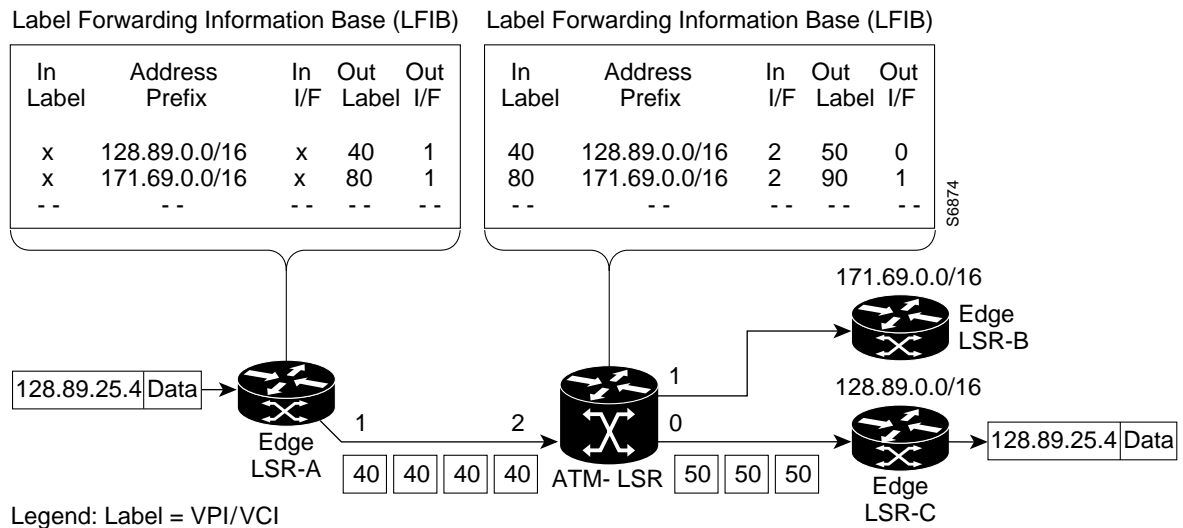 Label Forwarding Information Base (LFIB)
Label Forwarding Information Base (LFIB)
In Address In Out Out
Label Prefix I/F Label I/F
x 128.89.0.0/16 x 40 1
x 171.69.0.0/16 x 80 1
-- -- -- -- --
In Address In Out Out
Label Prefix I/F Label I/F
40 128.89.0.0/16 2 50 0
80 171.69.0.0/16 2 90 1
-- -- -- -- --
S6874
171.69.0.0/16
Edge
LSR-B
128.89.25.4 Data
1
128.89.0.0/16
1 2
0
Edge
LSR-A
40 40 40 40
ATM- LSR
50 50 50
128.89.25.4 Data
Edge
LSR-C
Legend: Label = VPI/VCI